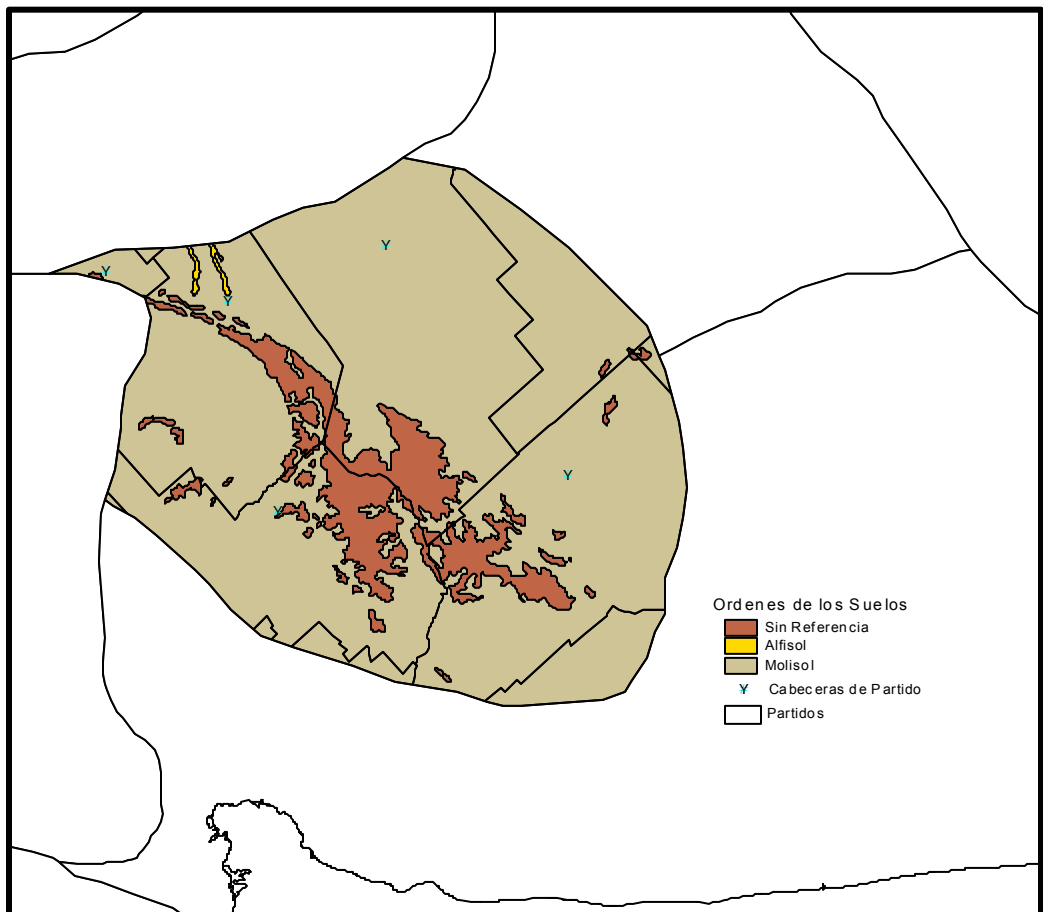 Ordenes de los Suelos
Sin Referencia
Alfisol
Molisol
Cabeceras de Partido
Partidos